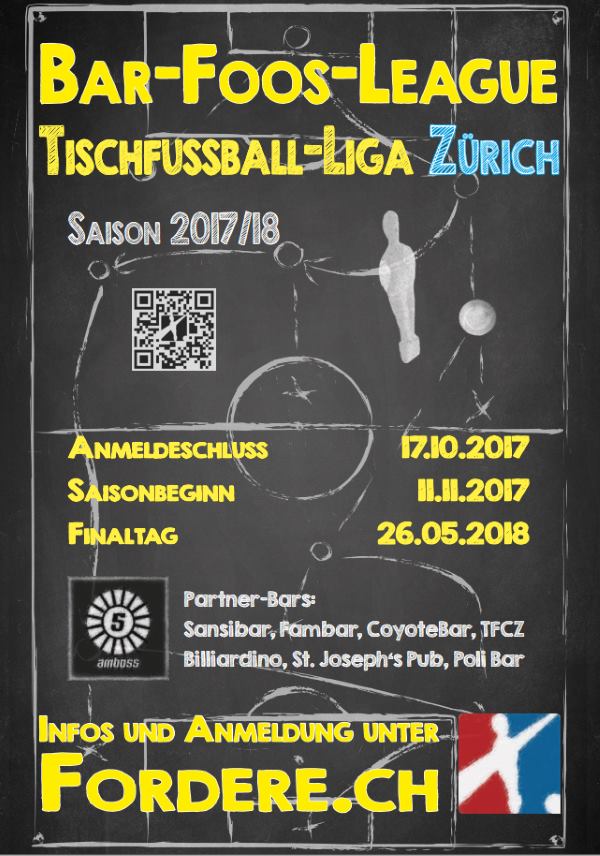 Bar-Foos-League
Tischfussball-Liga Zürich
Saison 2017/18
Anmeldeschluss 17.10.2017
Saisonbeginn 11.11.2017
Finaltag 26.05.2018
5
amboss
Partner-Bars:
Sansibar, Fambar, CoyoteBar, TFCZ
Billiardino, St. Joseph's Pub, Poli Bar
Infos und Anmeldung unter
Fordere.ch